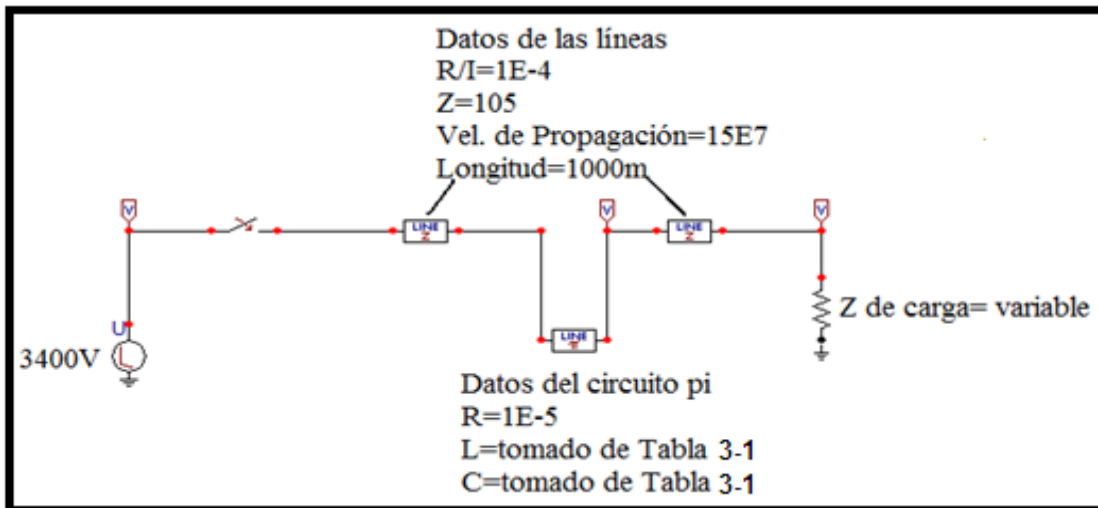 Datos de las líneas
R/I=1E-4
Z=105
Vel. de Propagación=15E7
Longitud=1000m
V
V
V
LINE
Z
LINE
Z
U
3400V
LINE
Z de carga= variable
Datos del circuito pi
R=1E-5
L=tomado de Tabla 3-1
C=tomado de Tabla 3-1